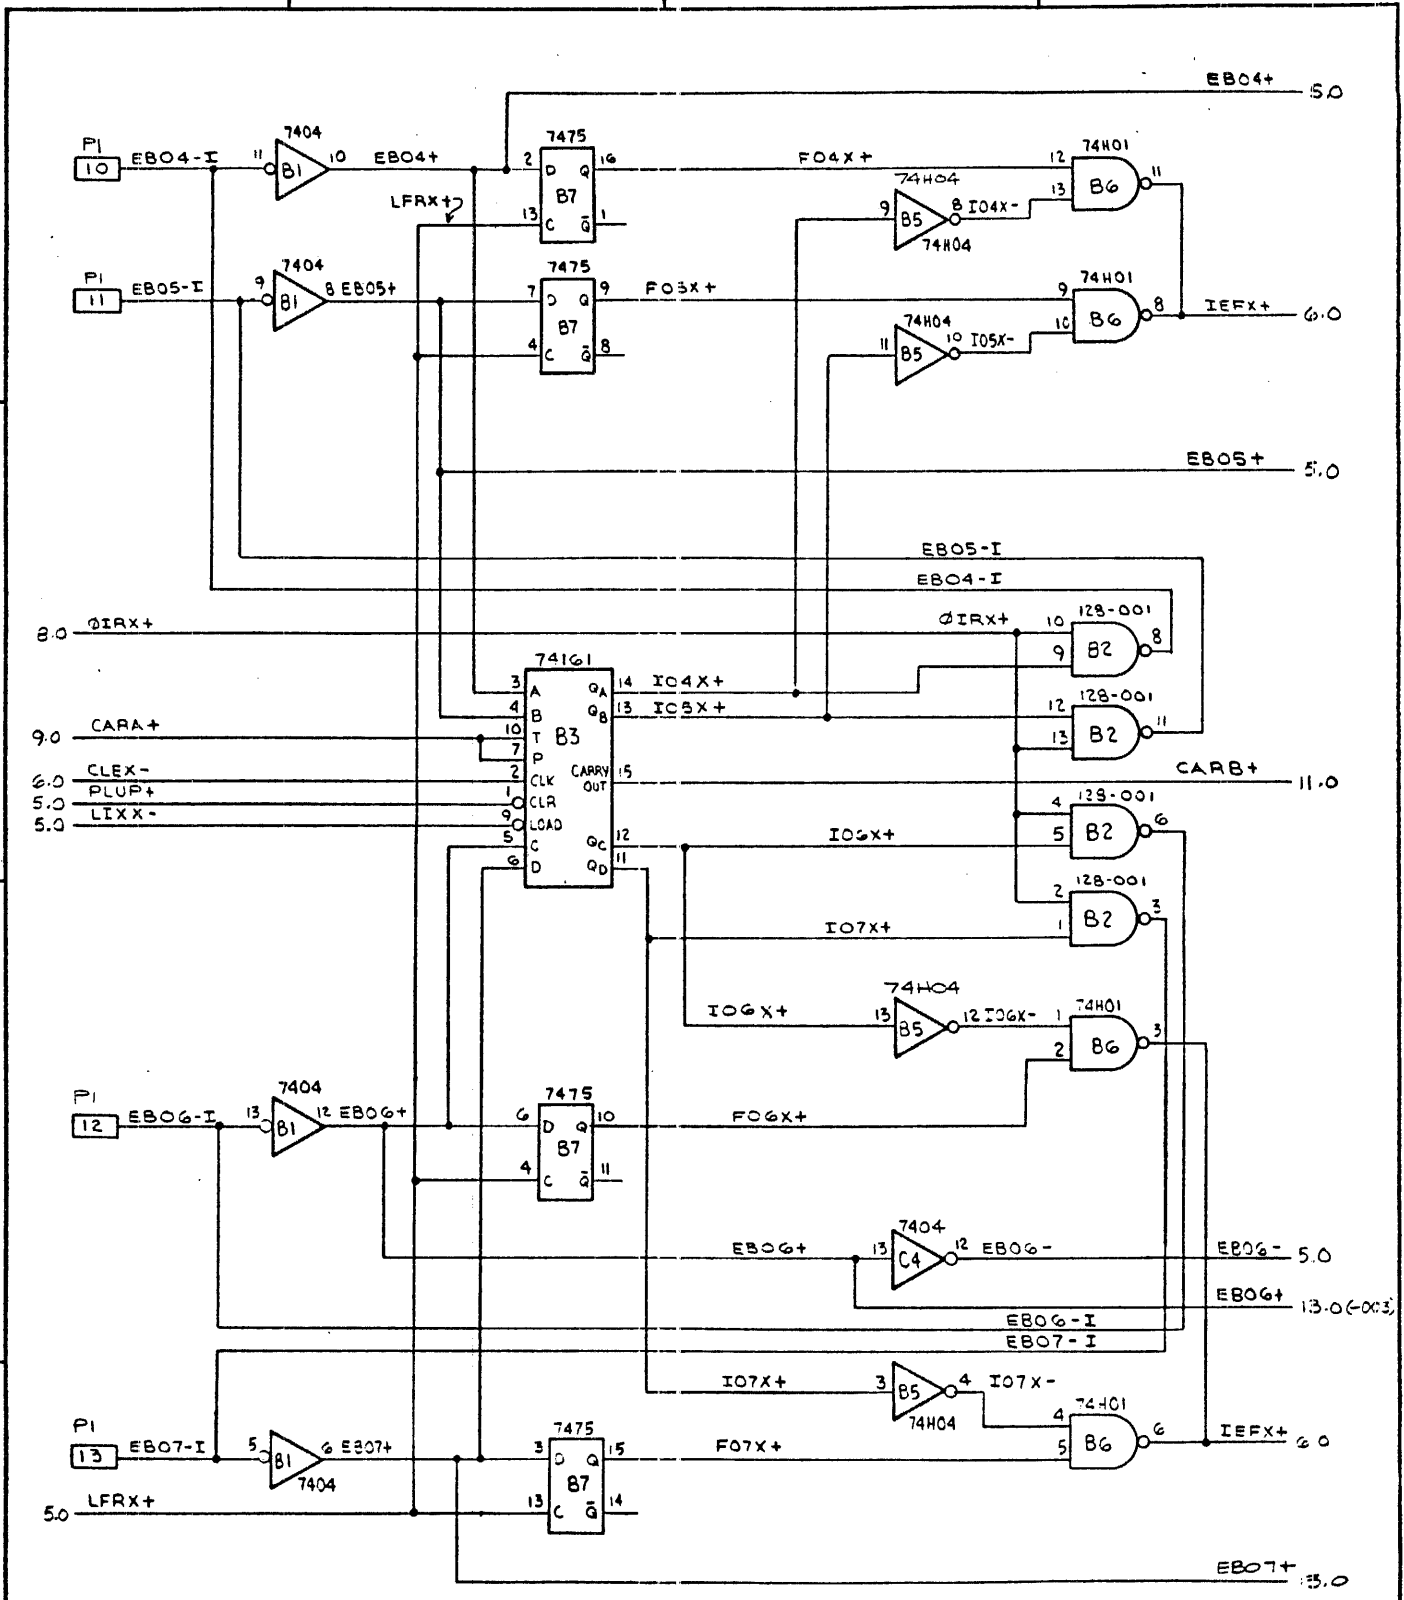 EB04+ 5.0
P1
10 EB04-I 11 7404 B1 10 EB04+
7475
2 D Q 16
B7
13 C Q̅ 1
LFRX+
F04X+ 12 74H01 B6 11
74H04
9 B5 8 I04X- 13
74H04
P1
11 EB05-I 9 7404 B1 8 EB05+
7475
7 D Q 9
B7
4 C Q̅ 8
F05X+ 9 74H01 B6 8 IEFX+ 6.0
74H04
11 B5 10 I05X- 10
EB05+ 5.0
EB05-I
EB04-I
8.0 ØIRX+ ØIRX+ 10 128-001 B2 8
9
74161
3 A QA 14 I04X+
4 B QB 13 I05X+ 12 128-001 B2 11
13
9.0 CARA+ 10 T B3
7 P
6.0 CLEX- 2 CLK CARRY OUT 15 CARB+ 11.0
5.0 PLUP+ 1 CLR
5.0 LIXX- 9 LOAD
128-001
4 B2 6
5 C QC 12 I06X+ 5
6 D QD 11
128-001
2 B2 3
I07X+ 1
74H04
I06X+ 13 B5 12 I06X- 1 74H01 B6 3
2
P1
12 EB06-I 13 7404 B1 12 EB06+
7475
6 D Q 10 F06X+
B7
4 C Q̅ 11
7404
EB06+ 13 C4 12 EB06- EB06- 5.0
EB06+ 13.0(-003)
EB06-I
EB07-I
I07X+ 3 B5 4 I07X-
74H04
74H01
4 B6 6 IEFX+ 6.0
5
P1
13 EB07-I 5 B1 6 EB07+
7404
7475
3 D Q 15 F07X+
B7
13 C Q̅ 14
5.0 LFRX+
EB07+